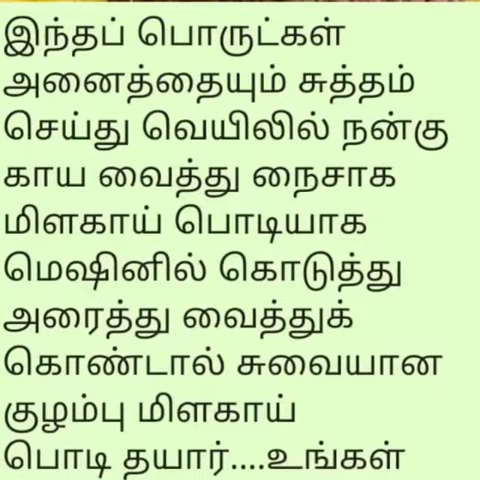 இந்தப் பொருட்கள்
அனைத்தையும் சுத்தம்
செய்து வெயிலில் நன்கு
காய வைத்து நைசாக
மிளகாய் பொடியாக
மெஷினில் கொடுத்து
அரைத்து வைத்துக்
கொண்டால் சுவையான
குழம்பு மிளகாய்
பொடி தயார்....உங்கள்